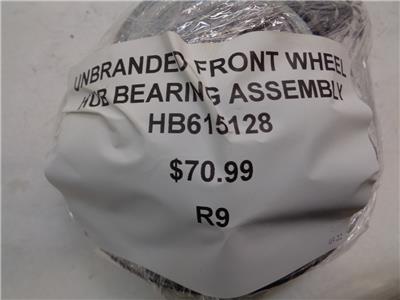 UNBRANDED FRONT WHEEL
HUB BEARING ASSEMBLY
HB615128
$70.99
R9